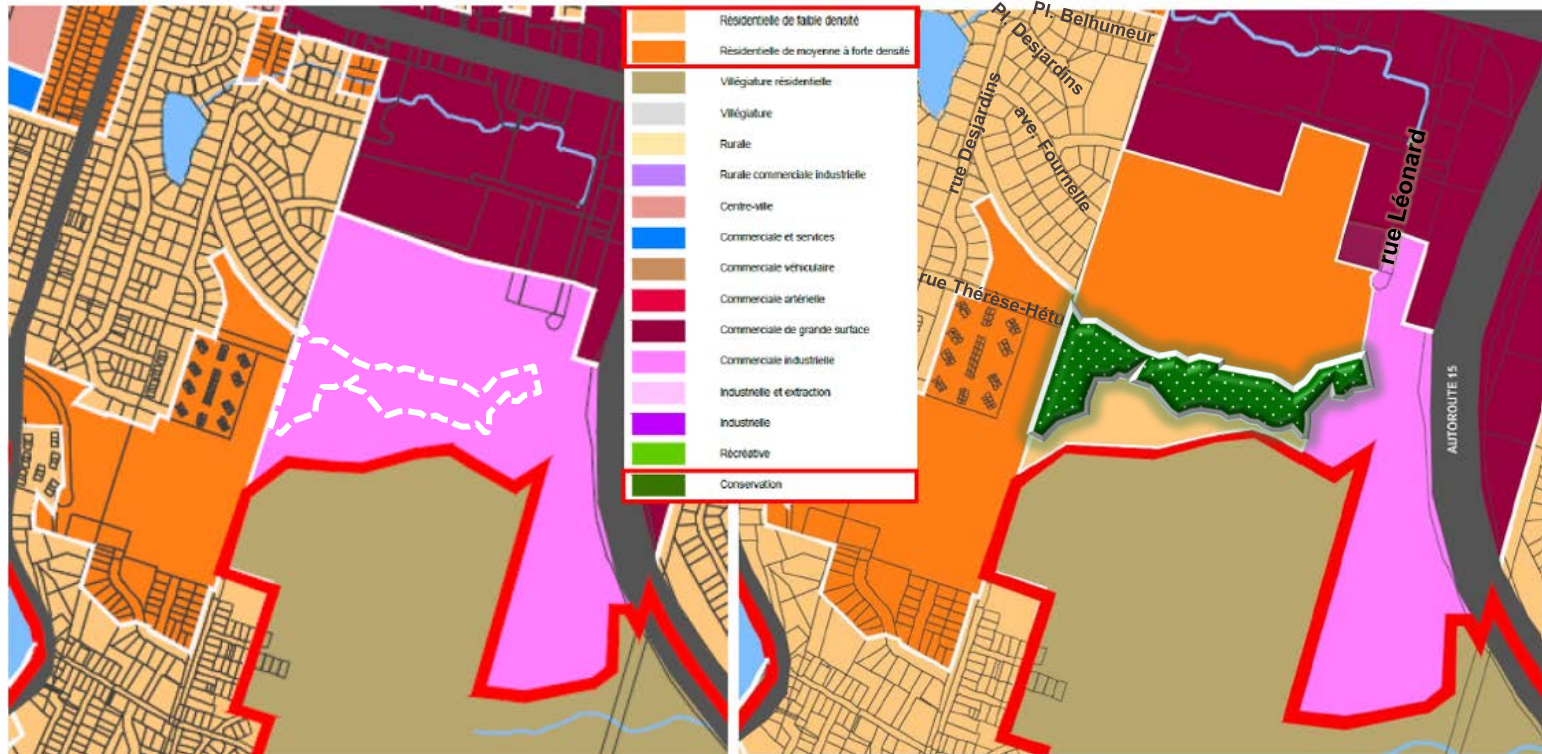 Résidentielle de faible densité
Résidentielle de moyenne à forte densité
Villégiature résidentielle
Villégiature
Rurale
Rurale commerciale industrielle
Centre-ville
Commerciale et services
Commerciale véhiculaire
Commerciale artérielle
Commerciale de grande surface
Commerciale industrielle
Industrielle et extraction
Industrielle
Récréative
Conservation
Pl. Belhumeur
Pl. Desjardins
rue Desjardins
ave. Fournelle
rue Léonard
rue Thérèse-Hétu
AUTOROUTE 15